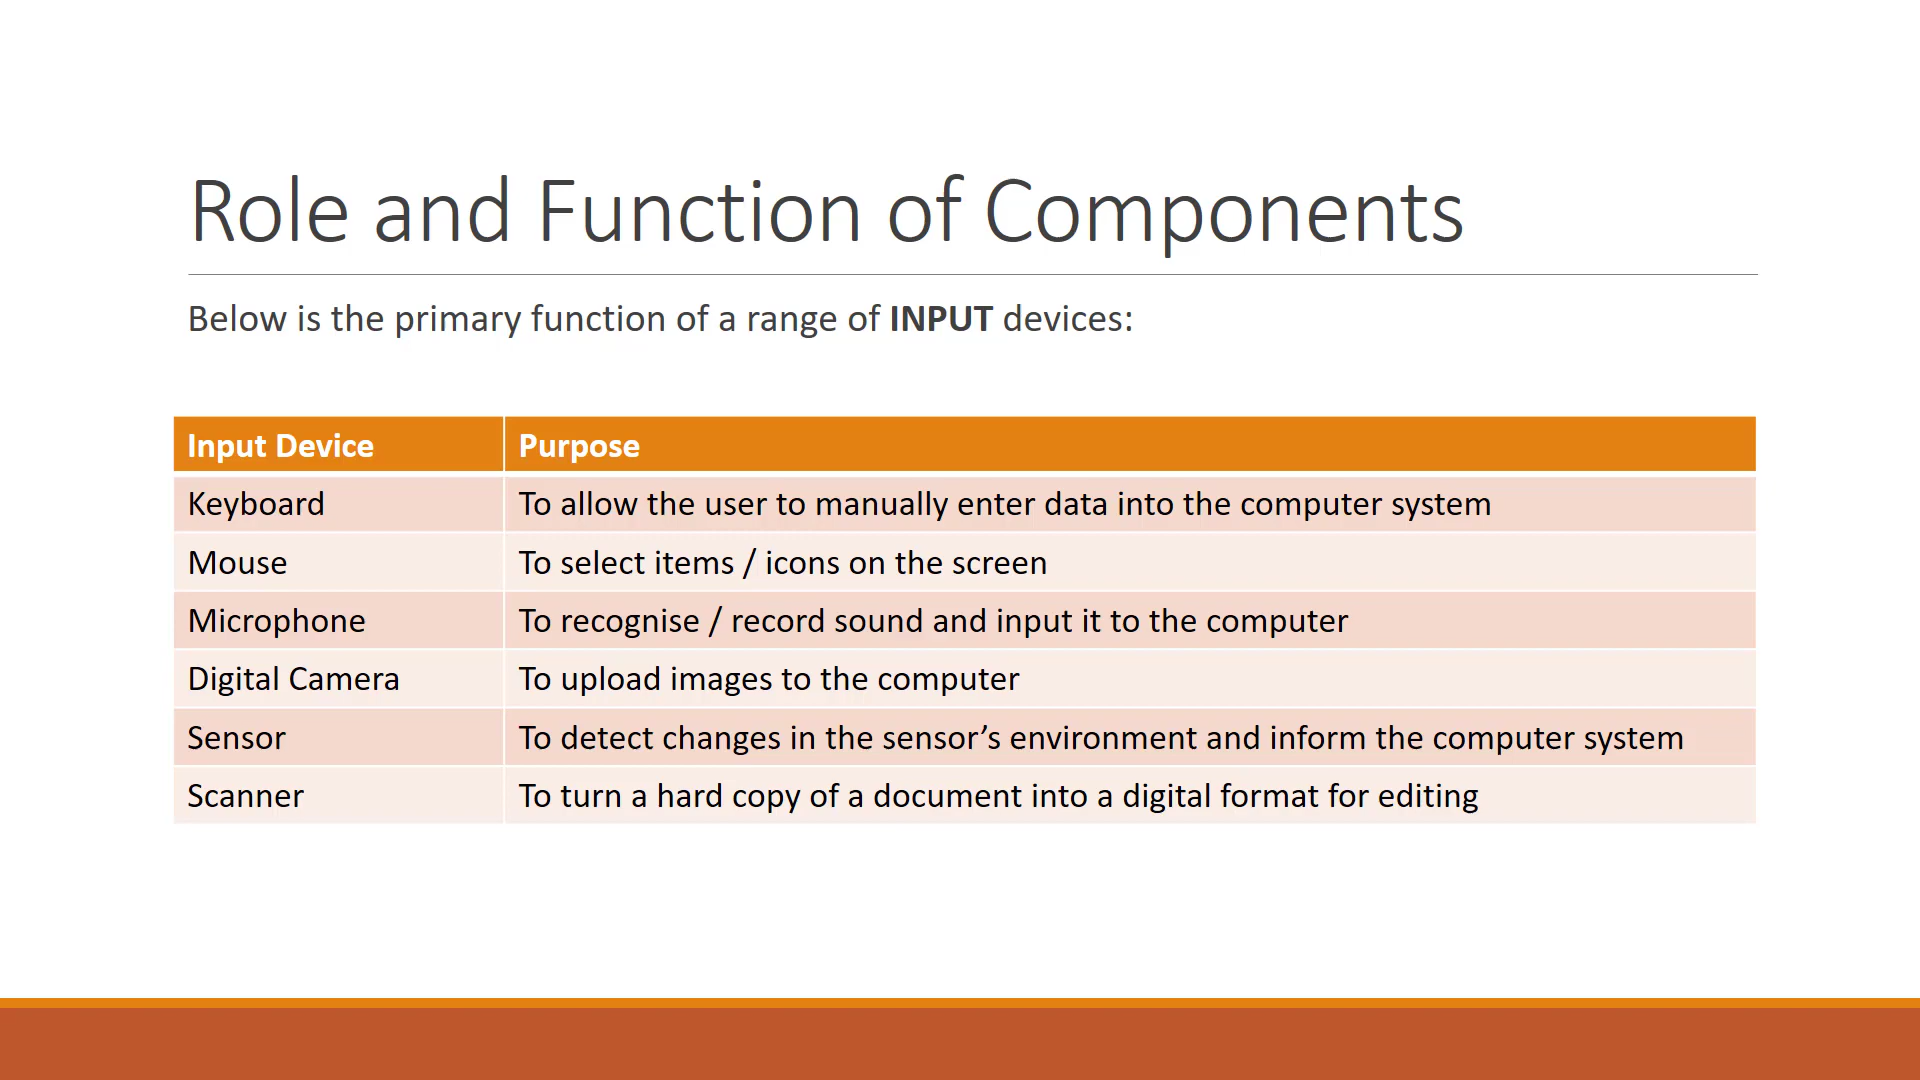 Role and Function of Components
Below is the primary function of a range of INPUT devices:
Input Device Purpose
Keyboard To allow the user to manually enter data into the computer system
Mouse To select items / icons on the screen
Microphone To recognise / record sound and input it to the computer
Digital Camera To upload images to the computer
Sensor To detect changes in the sensor’s environment and inform the computer system
Scanner To turn a hard copy of a document into a digital format for editing